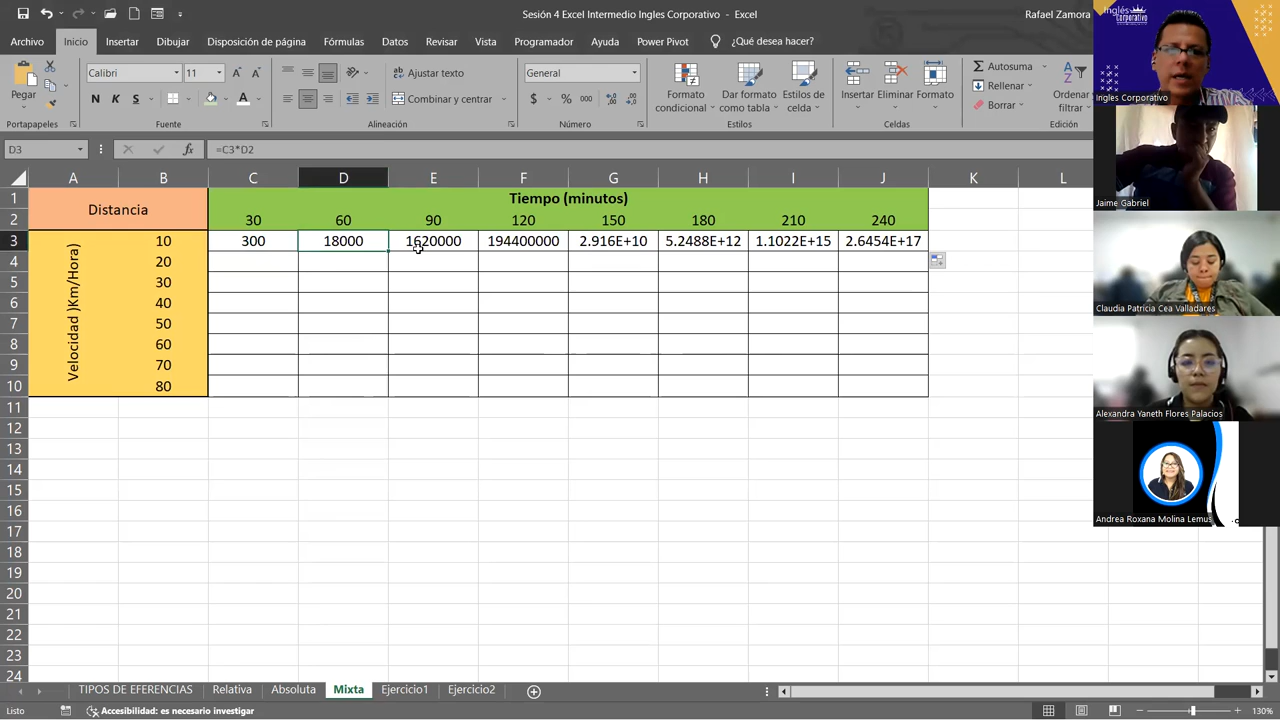 Sesión 4 Excel Intermedio Ingles Corporativo - Excel
Rafael Zamora
Archivo Inicio Insertar Dibujar Disposición de página Fórmulas Datos Revisar Vista Programador Ayuda Power Pivot ¿Qué desea hacer?
Pegar
Calibri 11
N K S
Ajustar texto
Combinar y centrar
General
$ % 000
Formato condicional
Dar formato como tabla
Estilos de celda
Insertar Eliminar Formato
Autosuma
Rellenar
Borrar
Ordenar filtrar
Portapapeles Fuente Alineación Número Estilos Celdas Edición
D3 fx =C3*D2
A B C D E F G H I J K L
1 Distancia Tiempo (minutos)
2 30 60 90 120 150 180 210 240
Velocidad )Km/Hora)
3 10 300 18000 1620000 194400000 2.916E+10 5.2488E+12 1.1022E+15 2.6454E+17
4 20
5 30
6 40
7 50
8 60
9 70
10 80
11
12
13
14
15
16
17
18
19
20
21
22
23
24
TIPOS DE EFERENCIAS Relativa Absoluta Mixta Ejercicio1 Ejercicio2
Listo Accesibilidad: es necesario investigar 130%
Inglés Corporativo
Ingles Corporativo
Jaime Gabriel
Claudia Patricia Cea Valladares
Alexandra Yaneth Flores Palacios
Andrea Roxana Molina Lemus